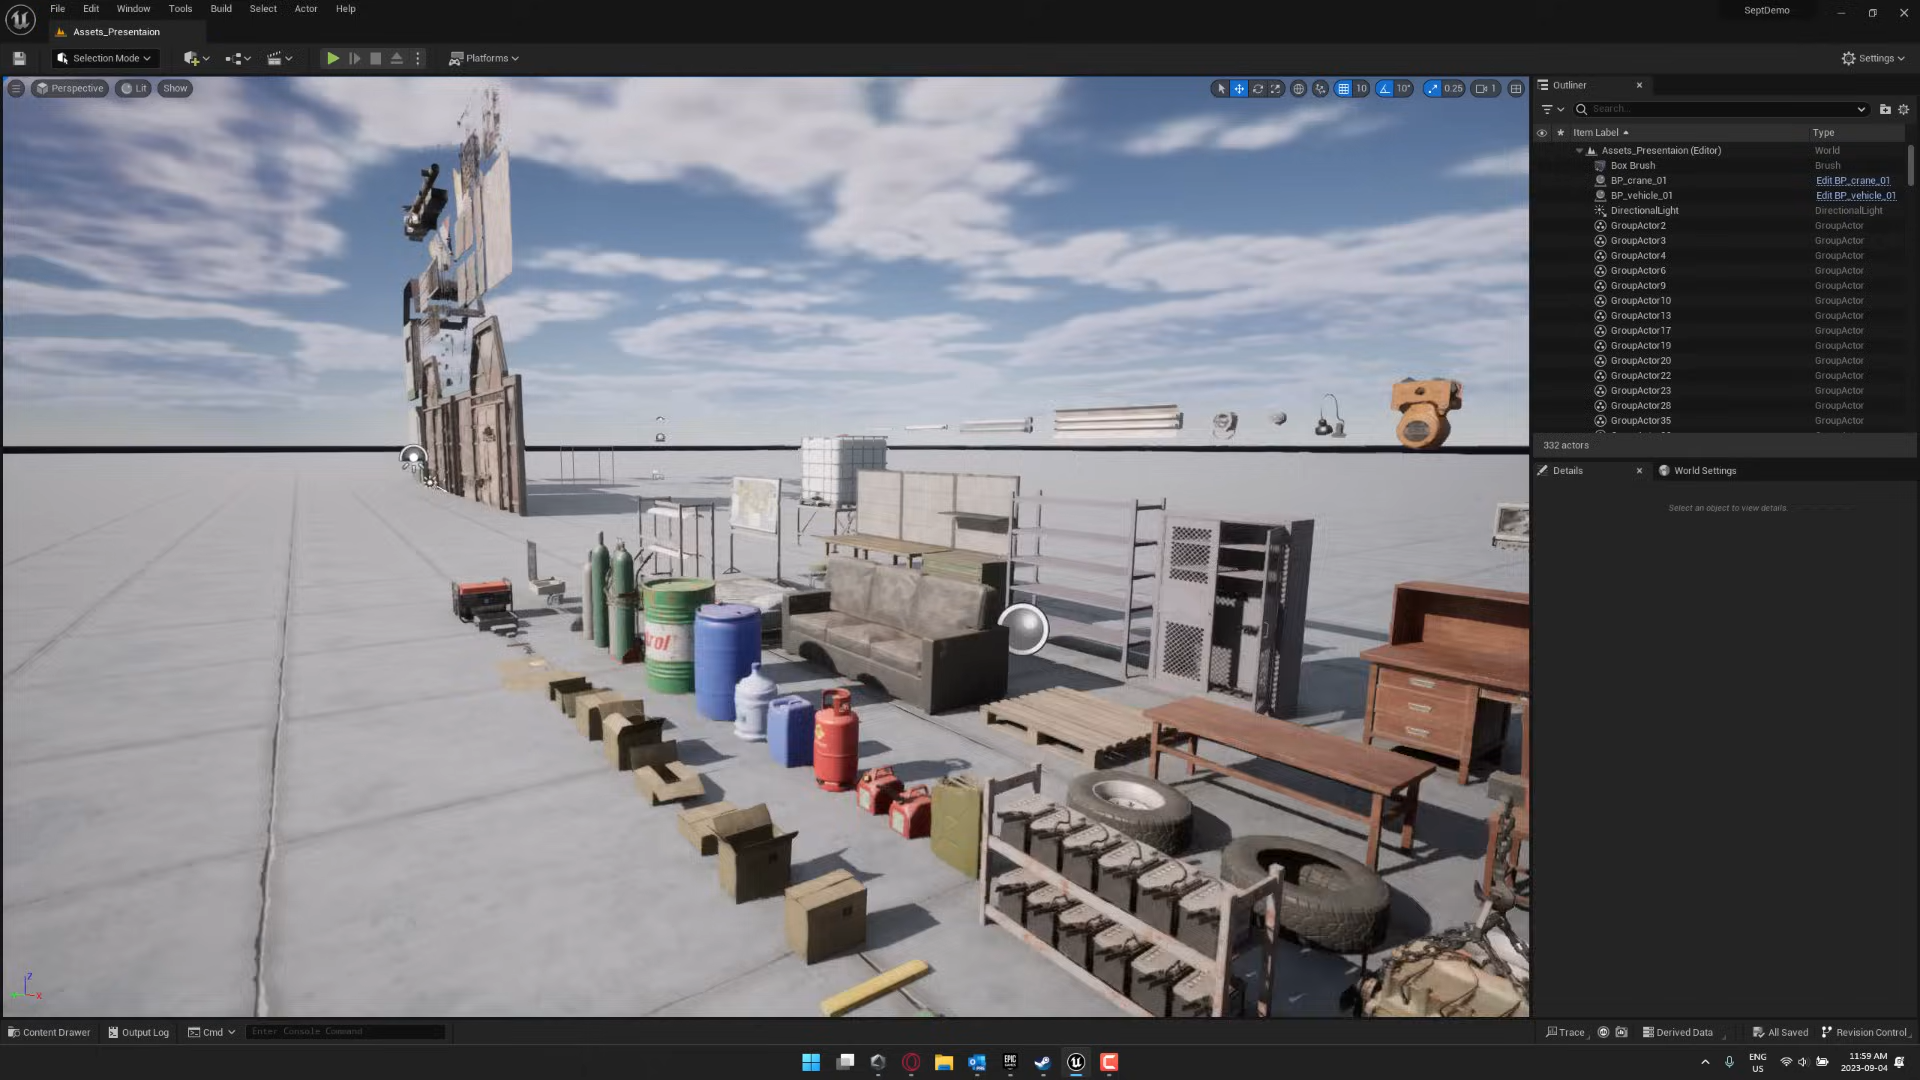 File Edit Window Tools Build Select Actor Help
SeptDemo
Assets_Presentaion
Selection Mode
Platforms
Settings
Perspective Lit Show
10 10° 0.25 1
Outliner
Search...
Item Label Type
Assets_Presentaion (Editor) World
Box Brush Brush
BP_crane_01 Edit BP_crane_01
BP_vehicle_01 Edit BP_vehicle_01
DirectionalLight DirectionalLight
GroupActor2 GroupActor
GroupActor3 GroupActor
GroupActor4 GroupActor
GroupActor6 GroupActor
GroupActor9 GroupActor
GroupActor10 GroupActor
GroupActor13 GroupActor
GroupActor17 GroupActor
GroupActor19 GroupActor
GroupActor20 GroupActor
GroupActor22 GroupActor
GroupActor23 GroupActor
GroupActor28 GroupActor
GroupActor35 GroupActor
332 actors
Details World Settings
Select an object to view details.
rol
z
x
Content Drawer Output Log Cmd Enter Console Command
Trace Derived Data All Saved Revision Control
EPIC
ENG
US
11:59 AM
2023-09-04